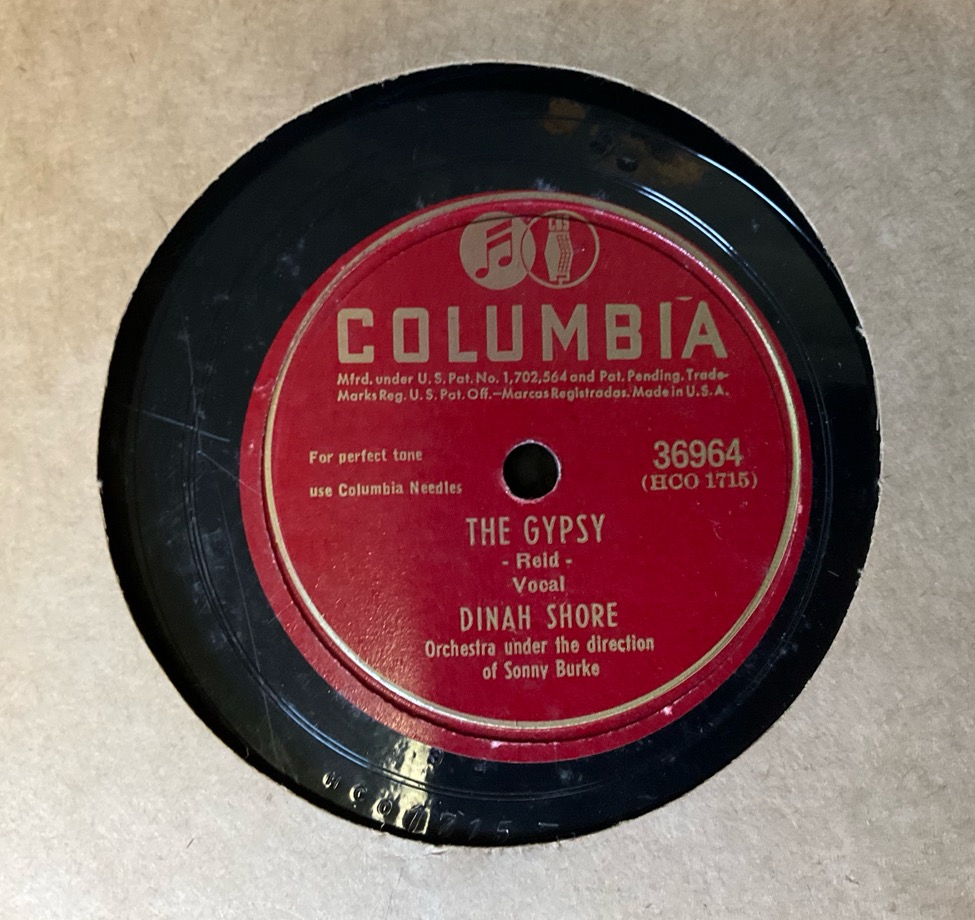 CBS
COLUMBIA
Mfrd. under U.S. Pat. No. 1,702,564 and Pat. Pending. Trade-
Marks Reg. U.S. Pat. Off.—Marcas Registradas. Made in U.S.A.
For perfect tone
use Columbia Needles
36964
(HCO 1715)
THE GYPSY
- Reid -
Vocal
DINAH SHORE
Orchestra under the direction
of Sonny Burke
HCO1715 -